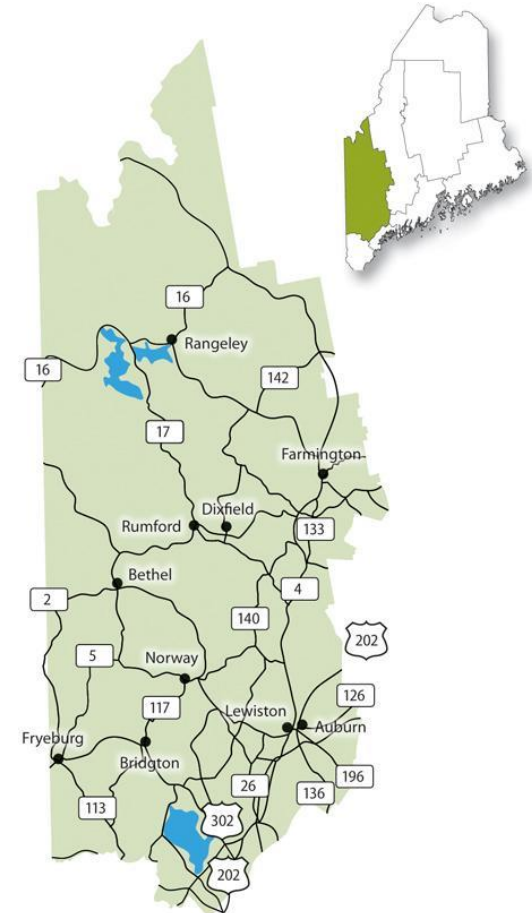 16
Rangeley
16
142
17
Farmington
Dixfield
Rumford
133
Bethel
4
2
140
202
5
Norway
126
117
Lewiston
Auburn
Fryeburg
Bridgton
196
26
136
113
302
202